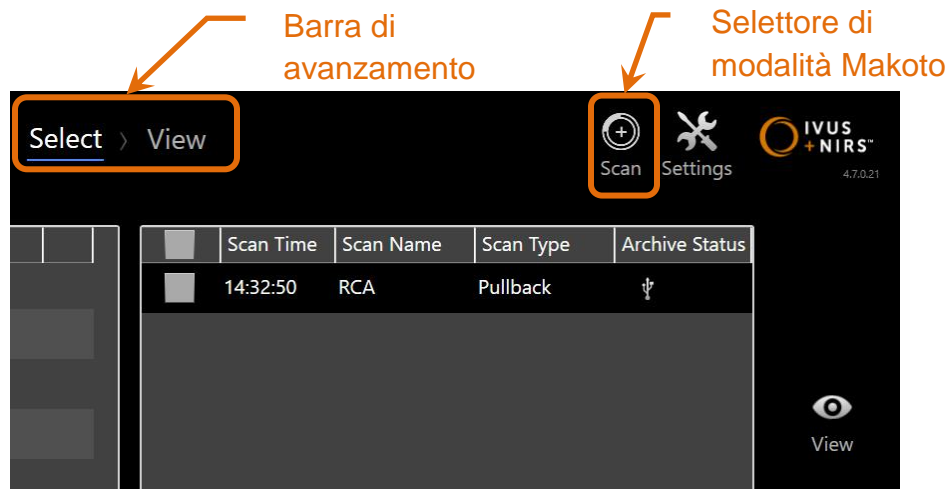 Barra di
avanzamento
Selettore di
modalità Makoto
Select > View
Scan
Settings
IVUS
+NIRS™
4.7.0.21
Scan Time Scan Name Scan Type Archive Status
14:32:50 RCA Pullback
View